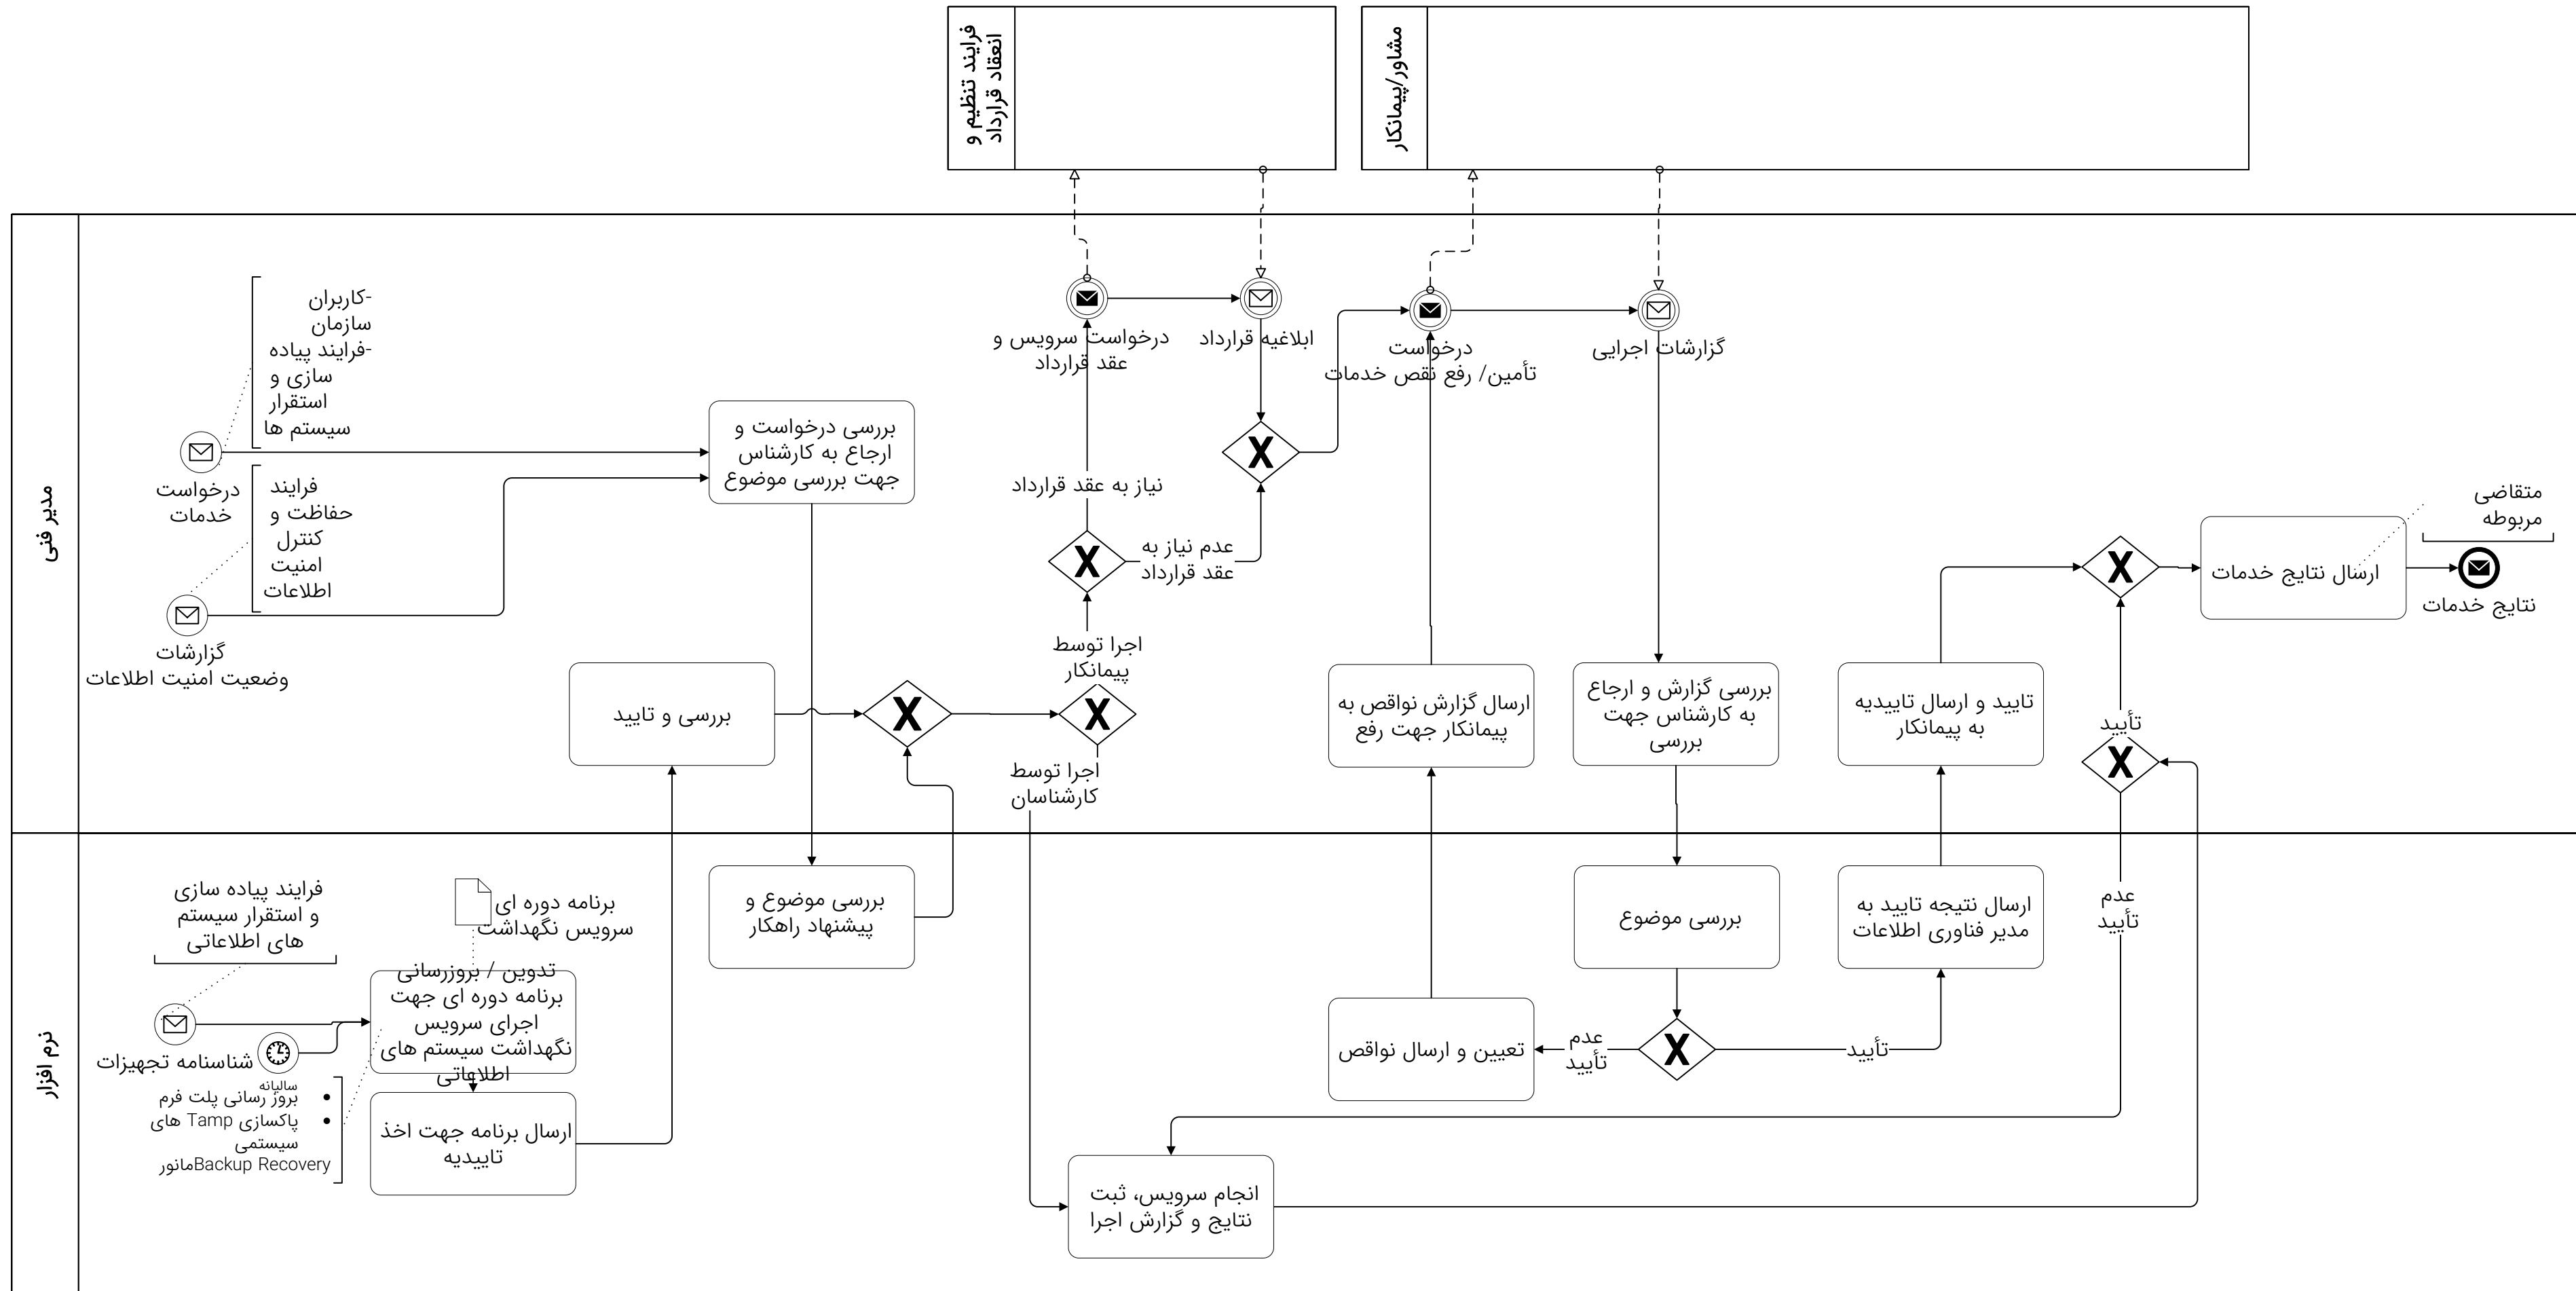 فرایند تنظیم و
انعقاد قرارداد
مشاور/پیمانکار
مدیر فنی
-کاربران
سازمان
-فرایند پیاده
سازی و
استقرار
سیستم ها
درخواست
خدمات
فرایند
حفاظت و
کنترل
امنیت
اطلاعات
گزارشات
وضعیت امنیت اطلاعات
بررسی درخواست و
ارجاع به کارشناس
جهت بررسی موضوع
بررسی و تایید
درخواست سرویس و
عقد قرارداد
ابلاغیه قرارداد
نیاز به عقد قرارداد
عدم نیاز به
عقد قرارداد
اجرا توسط
پیمانکار
اجرا توسط
کارشناسان
درخواست
تأمین/ رفع نقص خدمات
گزارشات اجرایی
ارسال گزارش نواقص به
پیمانکار جهت رفع
بررسی گزارش و ارجاع
به کارشناس جهت
بررسی
تایید و ارسال تاییدیه
به پیمانکار
تأیید
ارسال نتایج خدمات
متقاضی
مربوطه
نتایج خدمات
نرم افزار
فرایند پیاده سازی
و استقرار سیستم
های اطلاعاتی
شناسنامه تجهیزات
سالیانه
• بروز رسانی پلت فرم
• پاکسازی Tamp های
سیستمی
مانورBackup Recovery
برنامه دوره ای
سرویس نگهداشت
تدوین / بروزرسانی
برنامه دوره ای جهت
اجرای سرویس
نگهداشت سیستم های
اطلاعاتی
ارسال برنامه جهت اخذ
تاییدیه
بررسی موضوع و
پیشنهاد راهکار
بررسی موضوع
ارسال نتیجه تایید به
مدیر فناوری اطلاعات
عدم
تأیید
تعیین و ارسال نواقص
عدم
تأیید
تأیید
انجام سرویس، ثبت
نتایج و گزارش اجرا